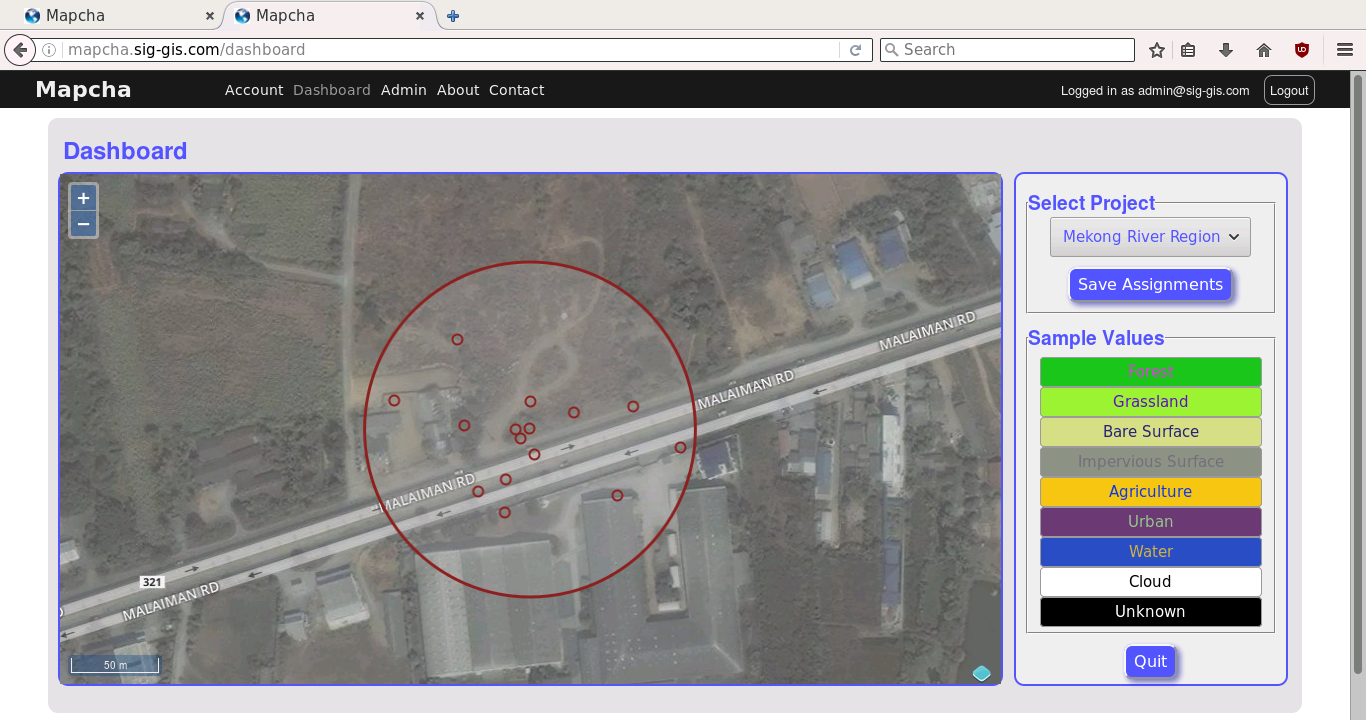 Mapcha
Mapcha
mapcha.sig-gis.com/dashboard
Search
Mapcha
Account Dashboard Admin About Contact
Logged in as admin@sig-gis.com
Logout
Dashboard
+
−
MALAIMAN RD
MALAIMAN RD
MALAIMAN RD
321
MALAIMAN RD
50 m
Select Project
Mekong River Region
Save Assignments
Sample Values
Forest
Grassland
Bare Surface
Impervious Surface
Agriculture
Urban
Water
Cloud
Unknown
Quit